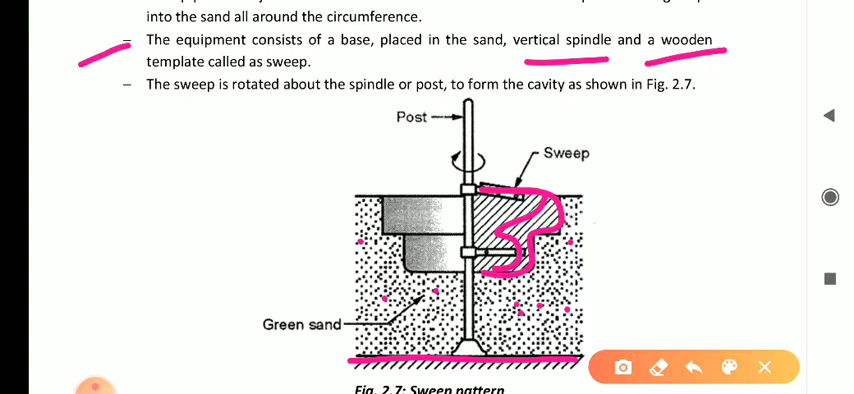 into the sand all around the circumference.
– The equipment consists of a base, placed in the sand, vertical spindle and a wooden
template called as sweep.
– The sweep is rotated about the spindle or post, to form the cavity as shown in Fig. 2.7.
Post
Sweep
Green sand
Fig. 2.7: Sweep pattern